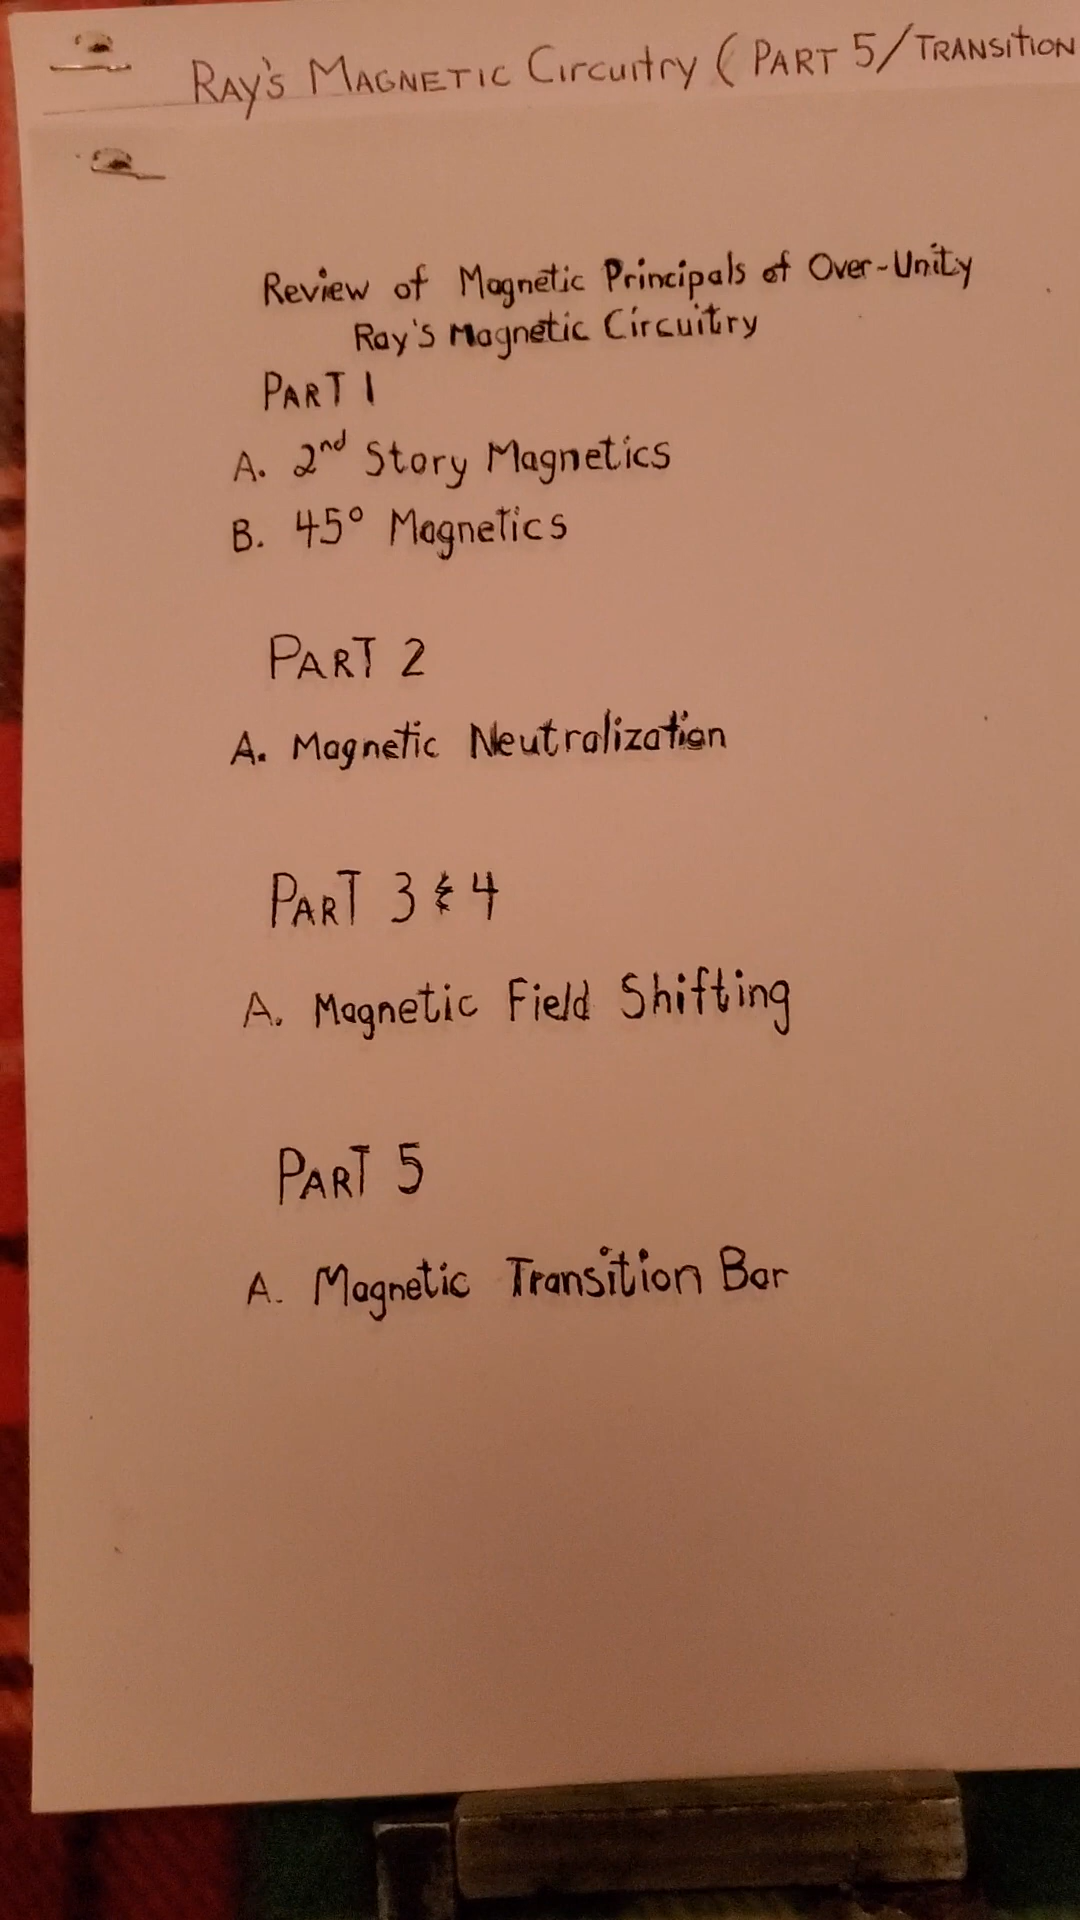 Ray's Magnetic Circuitry (Part 5/Transition
Review of Magnetic Principals of Over-Unity
Ray's Magnetic Circuitry
Part 1
A. 2nd Story Magnetics
B. 45° Magnetics
Part 2
A. Magnetic Neutralization
Part 3 & 4
A. Magnetic Field Shifting
Part 5
A. Magnetic Transition Bar